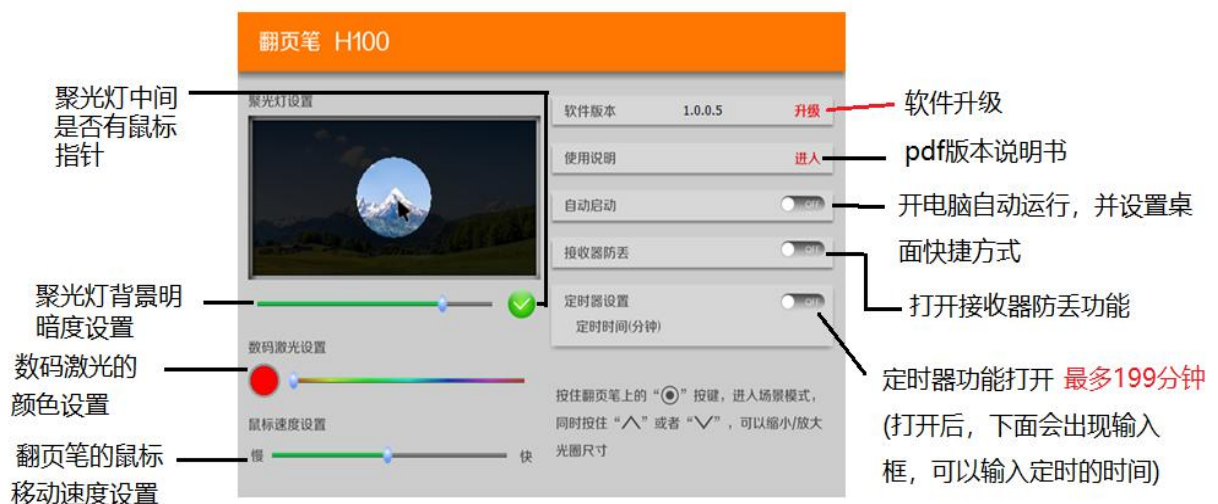 翻页笔 H100
聚光灯中间
是否有鼠标
指针
聚光灯背景明
暗度设置
数码激光的
颜色设置
翻页笔的鼠标
移动速度设置
聚光灯设置
数码激光设置
鼠标速度设置
慢
快
软件版本 1.0.0.5 升级
使用说明 进入
自动启动 OFF
接收器防丢 OFF
定时器设置 OFF
定时时间(分钟)
按住翻页笔上的“◉”按键，进入场景模式，
同时按住“∧”或者“∨”，可以缩小/放大
光圈尺寸
软件升级
pdf版本说明书
开电脑自动运行，并设置桌
面快捷方式
打开接收器防丢功能
定时器功能打开 最多199分钟
(打开后，下面会出现输入
框，可以输入定时的时间)